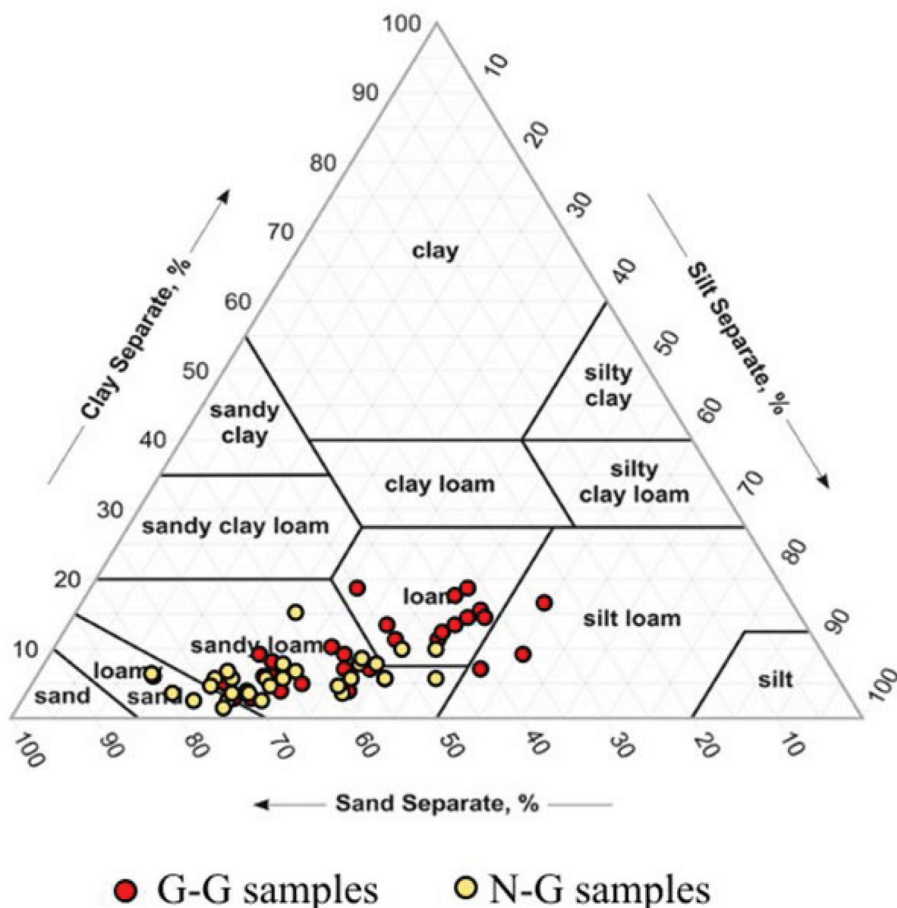 100
10
90
20
80
30
70
clay
40
60
Clay Separate, %
Silt Separate, %
50
50
silty
clay
60
sandy
clay
40
clay loam
silty
clay loam
70
30
sandy clay loam
80
20
loam
silt loam
90
10
sandy loam
loamy
sand
sand
silt
100
100
90
80
70
60
50
40
30
20
10
Sand Separate, %
G-G samples
N-G samples